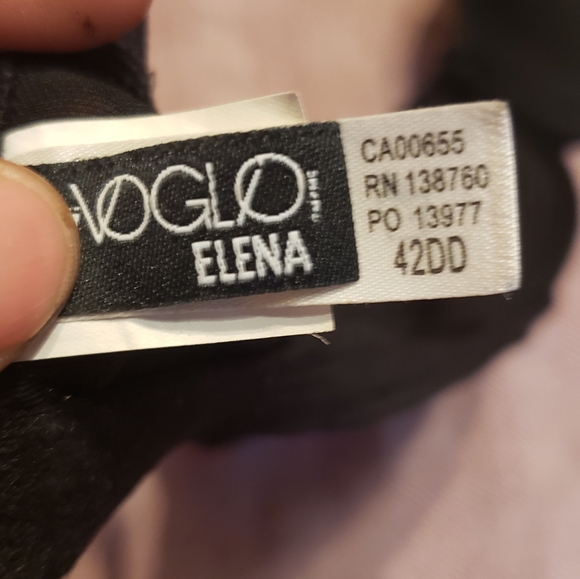 VOGLO
ELENA
CA00655
RN 138760
PO 13977
42DD